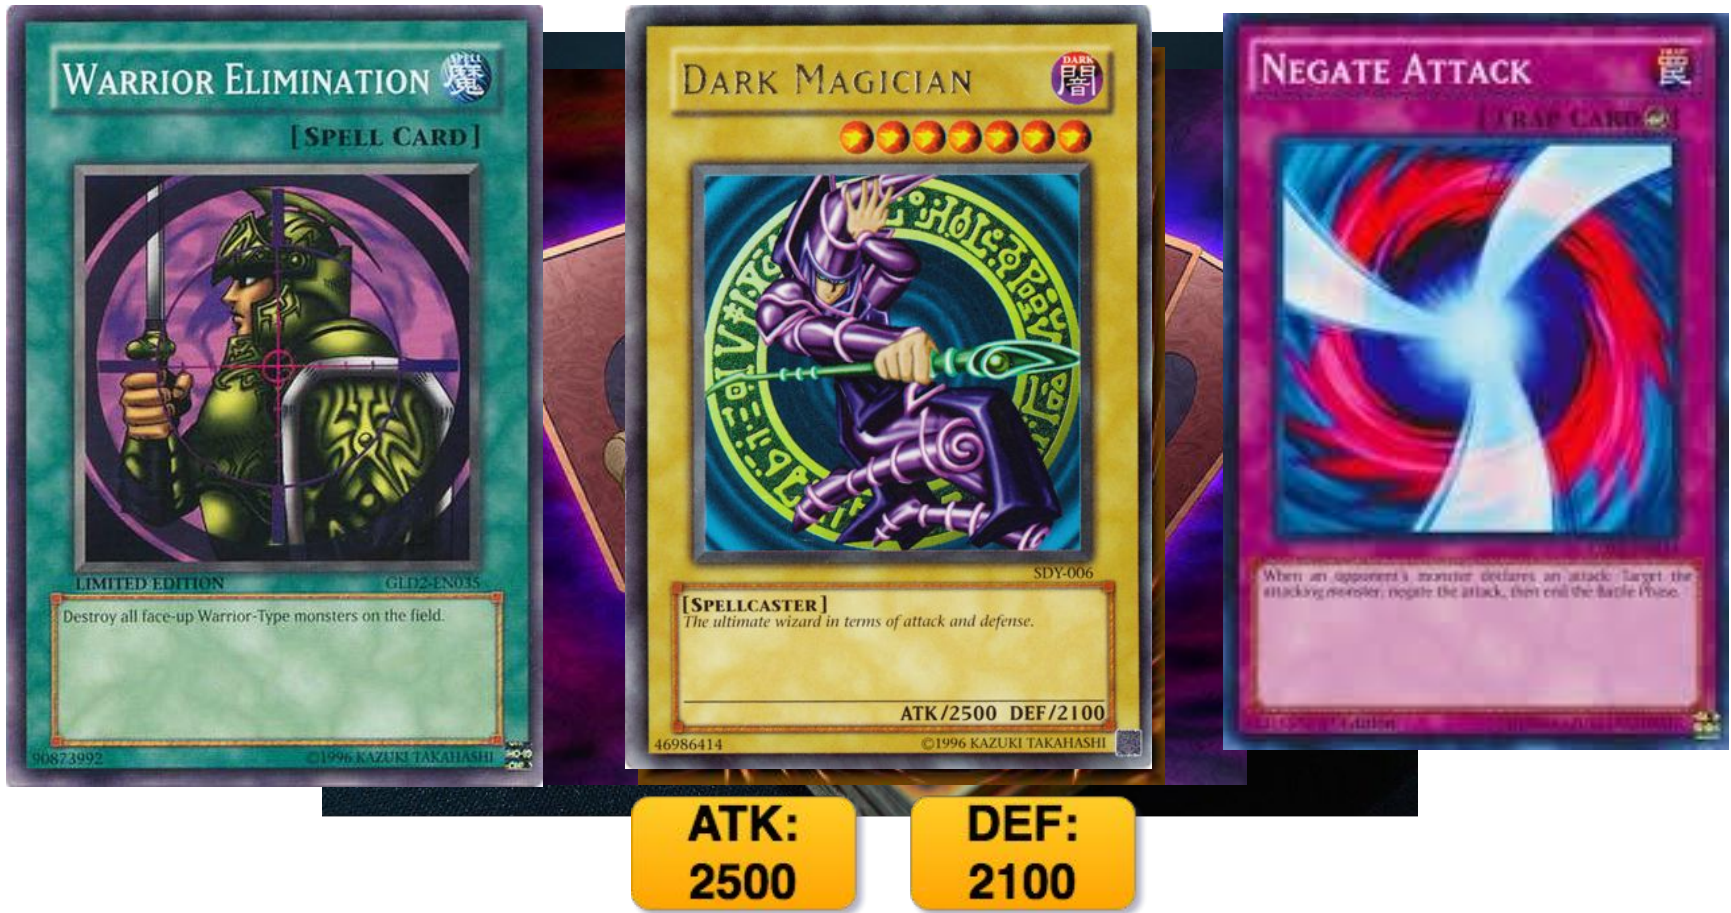 WARRIOR ELIMINATION
SPELL
魔
[SPELL CARD]
LIMITED EDITION
GLD2-EN035
Destroy all face-up Warrior-Type monsters on the field.
90873992
©1996 KAZUKI TAKAHASHI
DARK MAGICIAN
DARK
闇
SDY-006
[SPELLCASTER]
The ultimate wizard in terms of attack and defense.
ATK/2500 DEF/2100
46986414
©1996 KAZUKI TAKAHASHI
NEGATE ATTACK
TRAP
罠
[TRAP CARD
When an opponent's monster declares an attack: Target the
attacking monster; negate the attack, then end the Battle Phase.
Edition
ATK:
2500
DEF:
2100